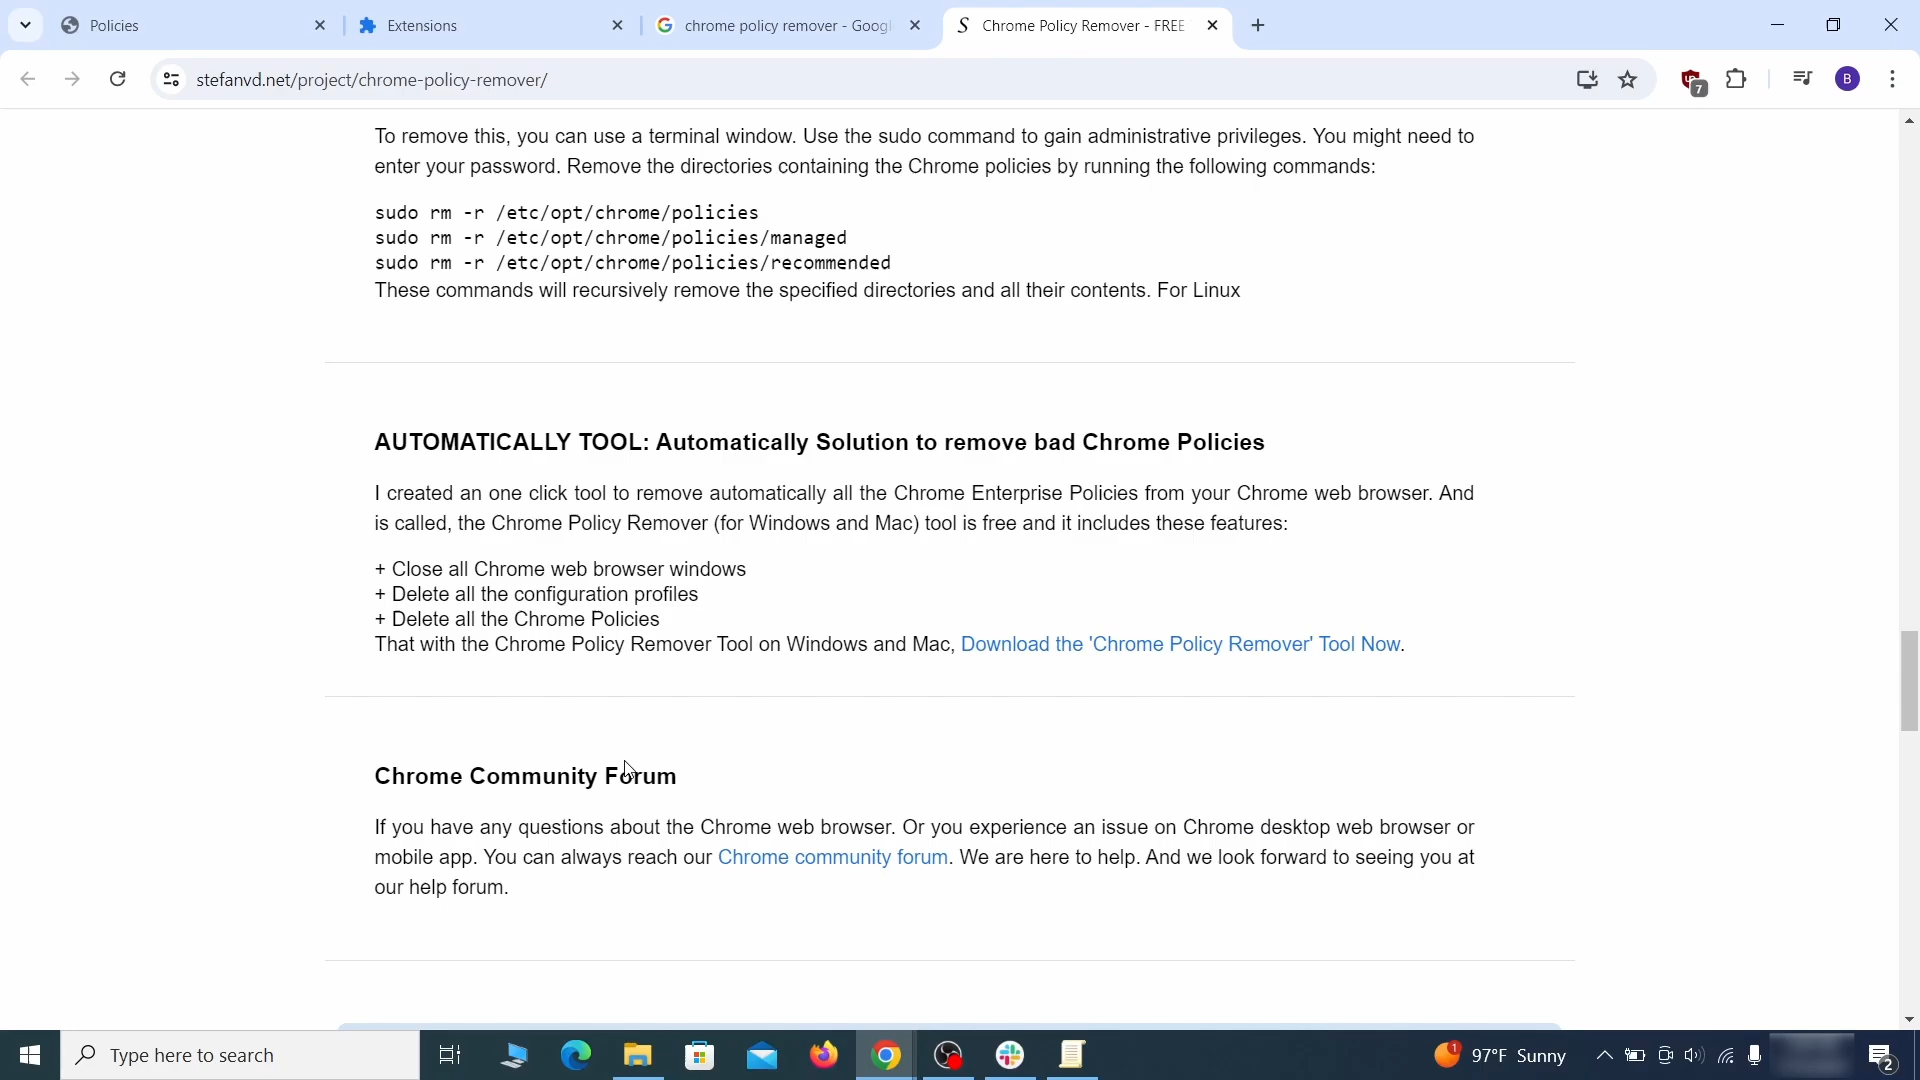 Policies
Extensions
chrome policy remover - Googl
Chrome Policy Remover - FREE
stefanvd.net/project/chrome-policy-remover/
7
B
To remove this, you can use a terminal window. Use the sudo command to gain administrative privileges. You might need to
enter your password. Remove the directories containing the Chrome policies by running the following commands:
sudo rm -r /etc/opt/chrome/policies
sudo rm -r /etc/opt/chrome/policies/managed
sudo rm -r /etc/opt/chrome/policies/recommended
These commands will recursively remove the specified directories and all their contents. For Linux
AUTOMATICALLY TOOL: Automatically Solution to remove bad Chrome Policies
I created an one click tool to remove automatically all the Chrome Enterprise Policies from your Chrome web browser. And
is called, the Chrome Policy Remover (for Windows and Mac) tool is free and it includes these features:
+ Close all Chrome web browser windows
+ Delete all the configuration profiles
+ Delete all the Chrome Policies
That with the Chrome Policy Remover Tool on Windows and Mac, Download the 'Chrome Policy Remover' Tool Now.
Chrome Community Forum
If you have any questions about the Chrome web browser. Or you experience an issue on Chrome desktop web browser or
mobile app. You can always reach our Chrome community forum. We are here to help. And we look forward to seeing you at
our help forum.
Type here to search
1
97°F Sunny
2